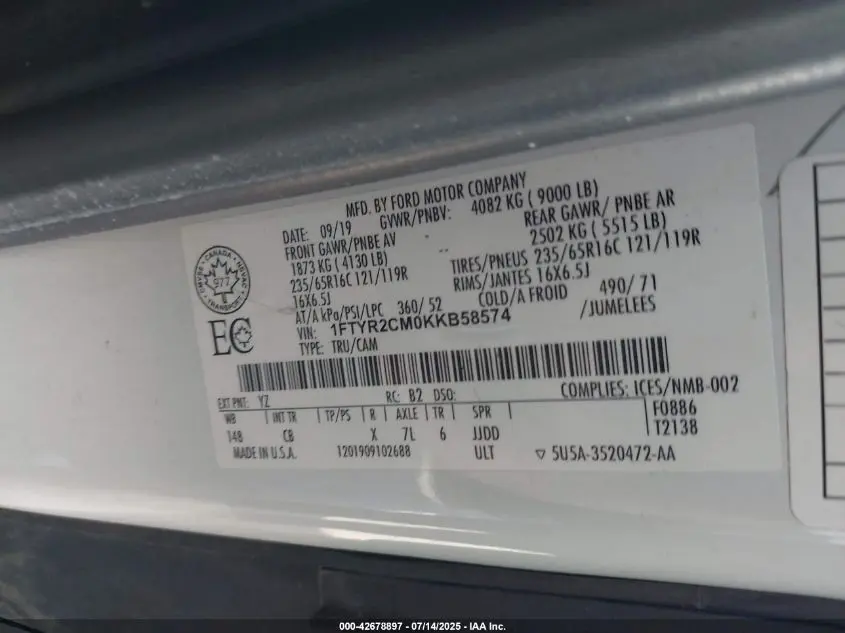 MFD. BY FORD MOTOR COMPANY
DATE: 09/19 GVWR/PNBV: 4082 KG ( 9000 LB)
FRONT GAWR/PNBE AV REAR GAWR/ PNBE AR
1873 KG ( 4130 LB) 2502 KG ( 5515 LB)
235/65R16C 121/119R TIRES/PNEUS 235/65R16C 121/119R
16X6.5J RIMS/JANTES 16X6.5J
AT/A kPa/PSI/LPC 360/ 52 COLD/A FROID 490/ 71
VIN: 1FTYR2CM0KKB58574 /JUMELEES
TYPE: TRU/CAM
CANADA
CMVSS NSVAC
977
TRANSPORT
EC
COMPLIES: ICES/NMB-002
EXT PNT: YZ RC: B2 DSO:
WB INT TR TP/PS R AXLE TR SPR F0886
148 CB X 7L 6 JJDD T2138
MADE IN U.S.A. 1201909102688 ULT ▽ 5U5A-3520472-AA
000-42678897 - 07/14/2025 - IAA Inc.